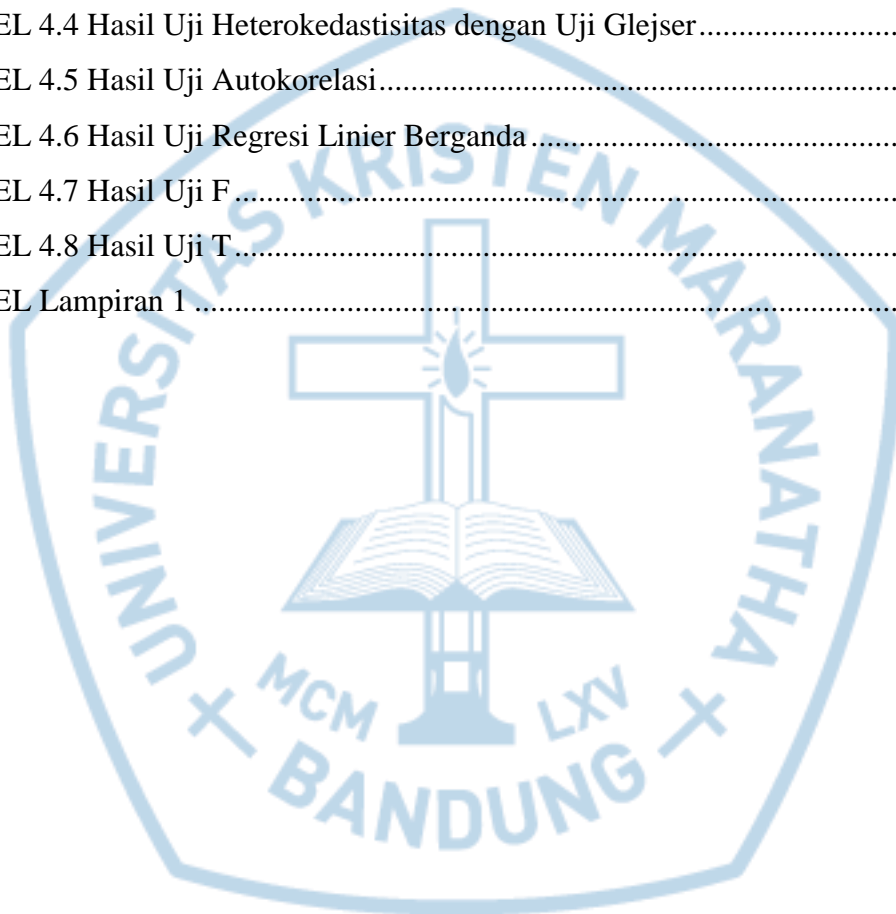 EL 4.4 Hasil Uji Heterokedastisitas dengan Uji Glejser..............................
EL 4.5 Hasil Uji Autokorelasi.......................................................................
EL 4.6 Hasil Uji Regresi Linier Berganda....................................................
EL 4.7 Hasil Uji F.........................................................................................
EL 4.8 Hasil Uji T.........................................................................................
EL Lampiran 1..............................................................................................
UNIVERSITAS KRISTEN MARANATHA
MCM LXV
BANDUNG